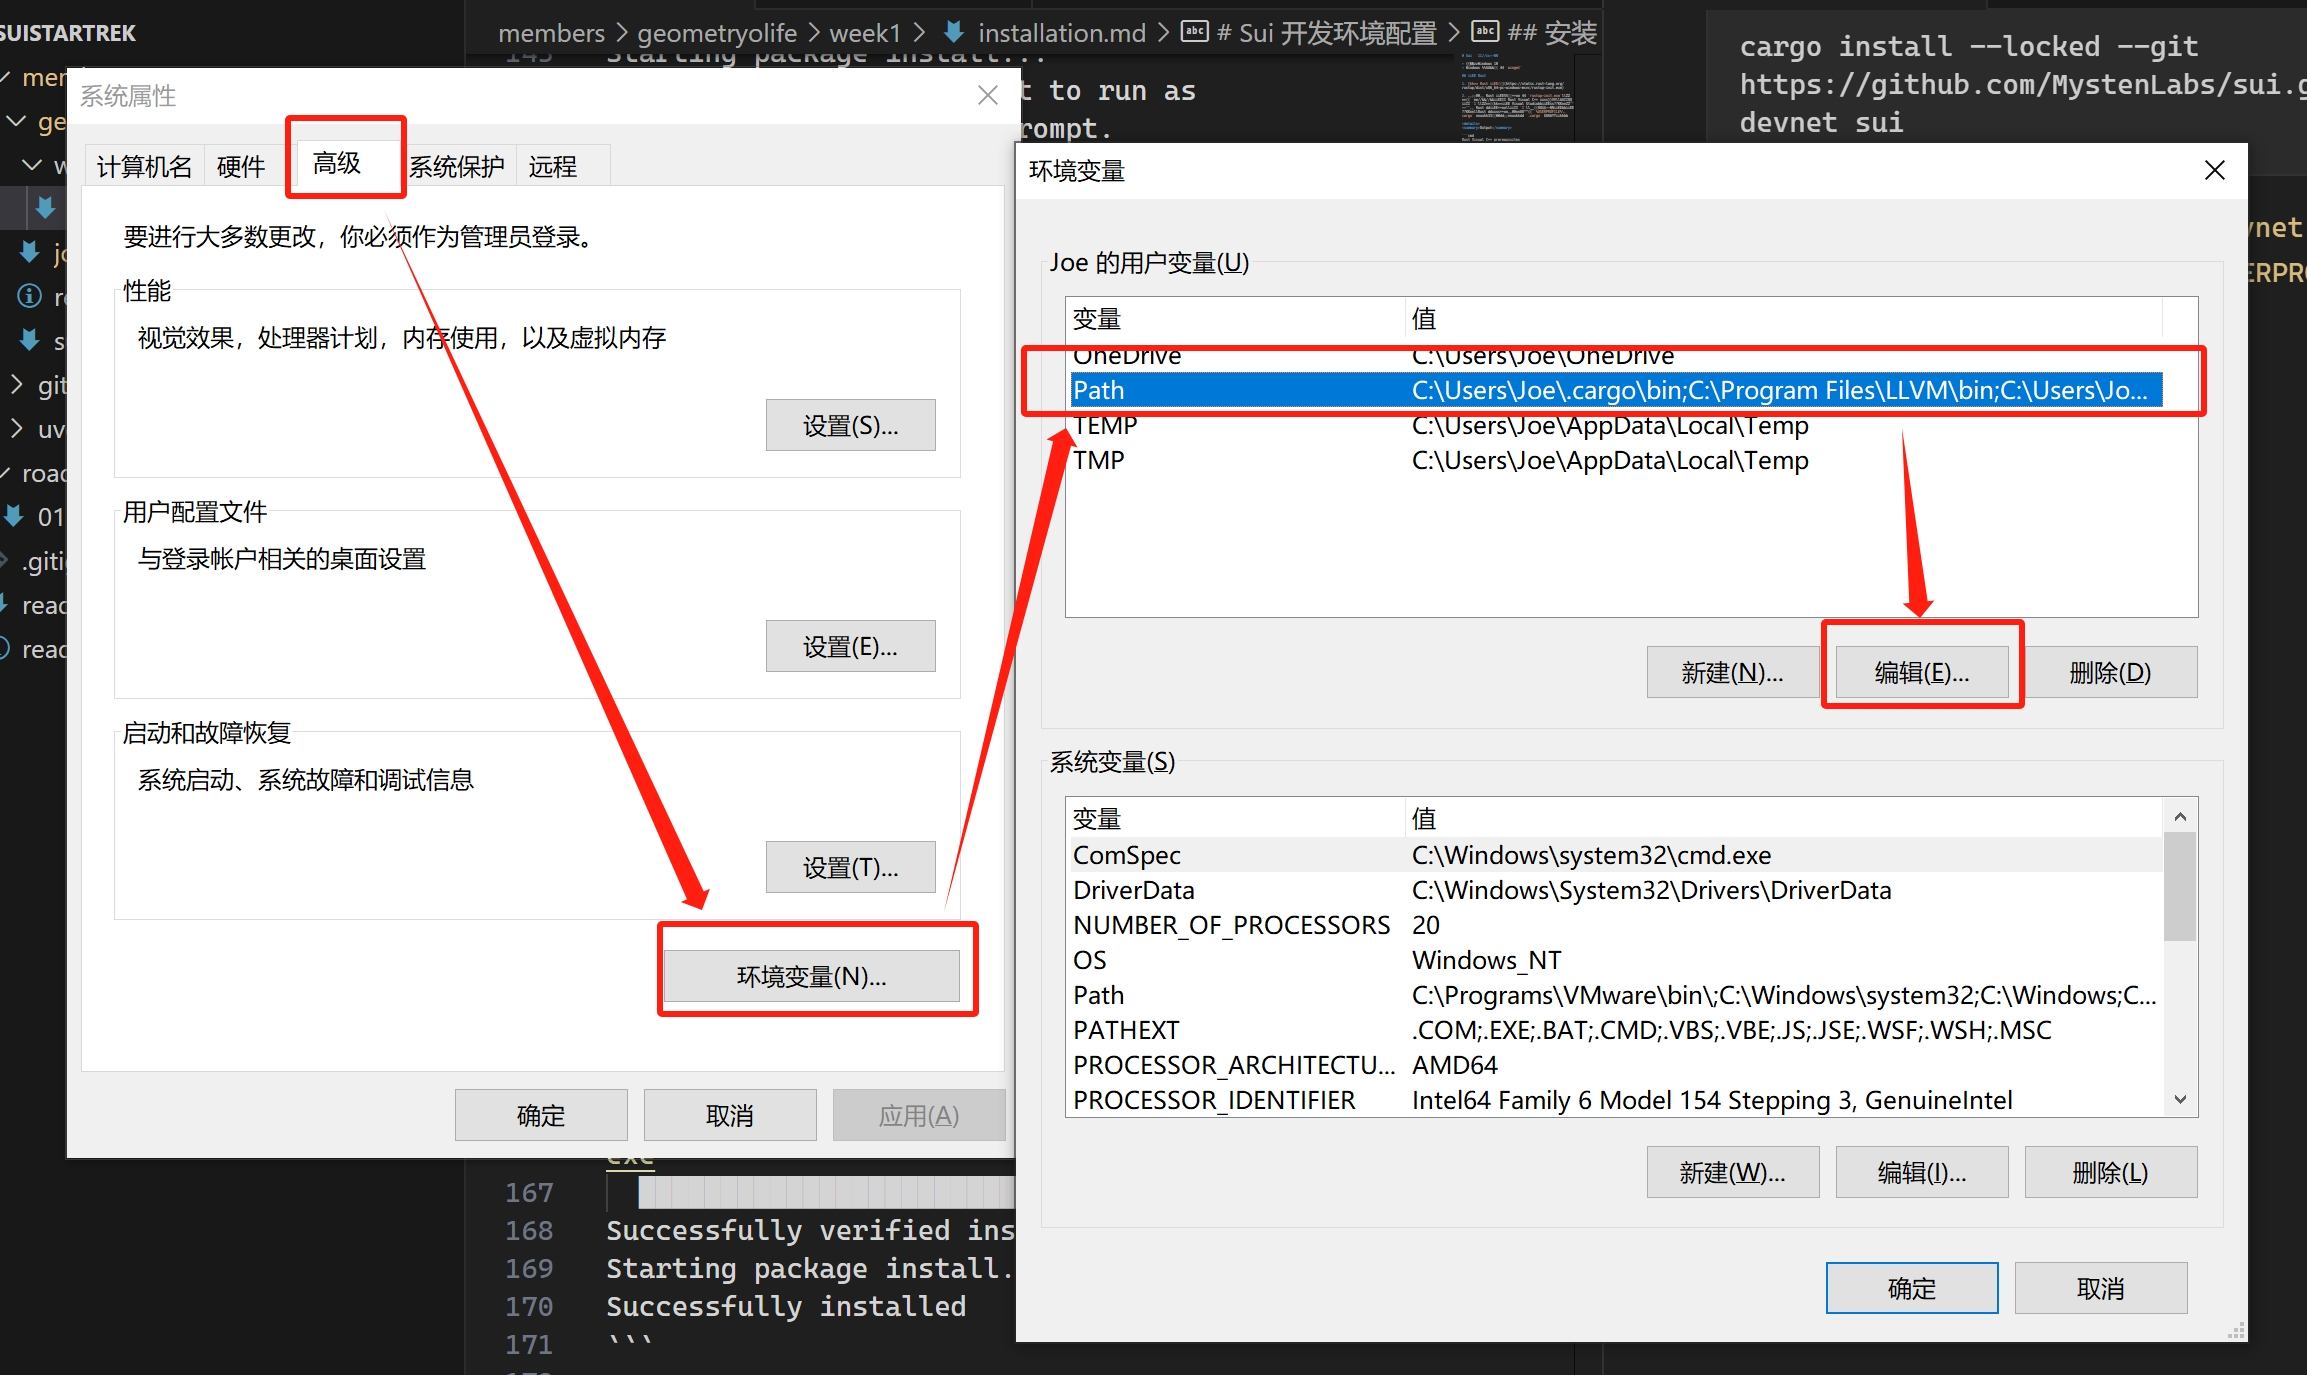 SUISTARTREK
members > geometryolife > week1 > installation.md > # Sui 开发环境配置 > ## 安装
cargo install --locked --git
https://github.com/MystenLabs/sui.g
devnet sui
t to run as
rompt.
系统属性
计算机名
硬件
高级
系统保护
远程
要进行大多数更改，你必须作为管理员登录。
性能
视觉效果，处理器计划，内存使用，以及虚拟内存
设置(S)...
用户配置文件
与登录帐户相关的桌面设置
设置(E)...
启动和故障恢复
系统启动、系统故障和调试信息
设置(T)...
环境变量(N)...
确定
取消
应用(A)
环境变量
Joe 的用户变量(U)
变量 值
OneDrive C:\Users\Joe\OneDrive
Path C:\Users\Joe\.cargo\bin;C:\Program Files\LLVM\bin;C:\Users\Jo...
TEMP C:\Users\Joe\AppData\Local\Temp
TMP C:\Users\Joe\AppData\Local\Temp
新建(N)...
编辑(E)...
删除(D)
系统变量(S)
变量 值
ComSpec C:\Windows\system32\cmd.exe
DriverData C:\Windows\System32\Drivers\DriverData
NUMBER_OF_PROCESSORS 20
OS Windows_NT
Path C:\Programs\VMware\bin\;C:\Windows\system32;C:\Windows;C...
PATHEXT .COM;.EXE;.BAT;.CMD;.VBS;.VBE;.JS;.JSE;.WSF;.WSH;.MSC
PROCESSOR_ARCHITECTU... AMD64
PROCESSOR_IDENTIFIER Intel64 Family 6 Model 154 Stepping 3, GenuineIntel
新建(W)...
编辑(I)...
删除(L)
确定
取消
git
uv
road
01
.giti
read
read
vnet
ERPR
167
168 Successfully verified ins
169 Starting package install.
170 Successfully installed
171 ```